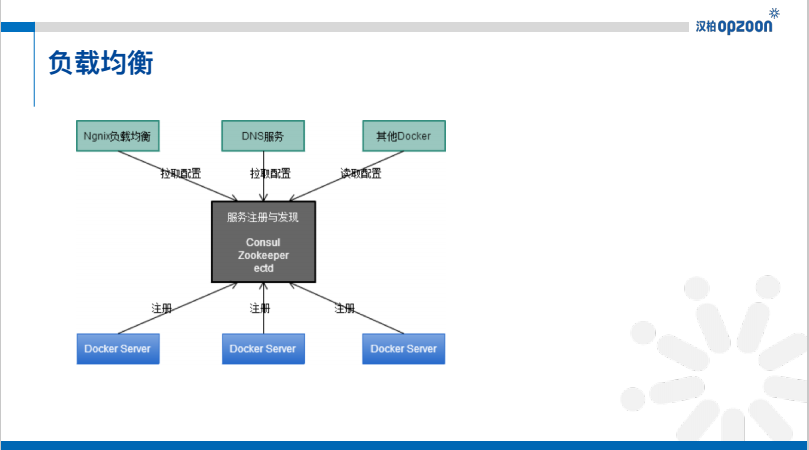 汉柏opzoon
负载均衡
Ngnix负载均衡
DNS服务
其他Docker
拉取配置
拉取配置
读取配置
服务注册与发现
Consul
Zookeeper
ectd
注册
注册
注册
Docker Server
Docker Server
Docker Server